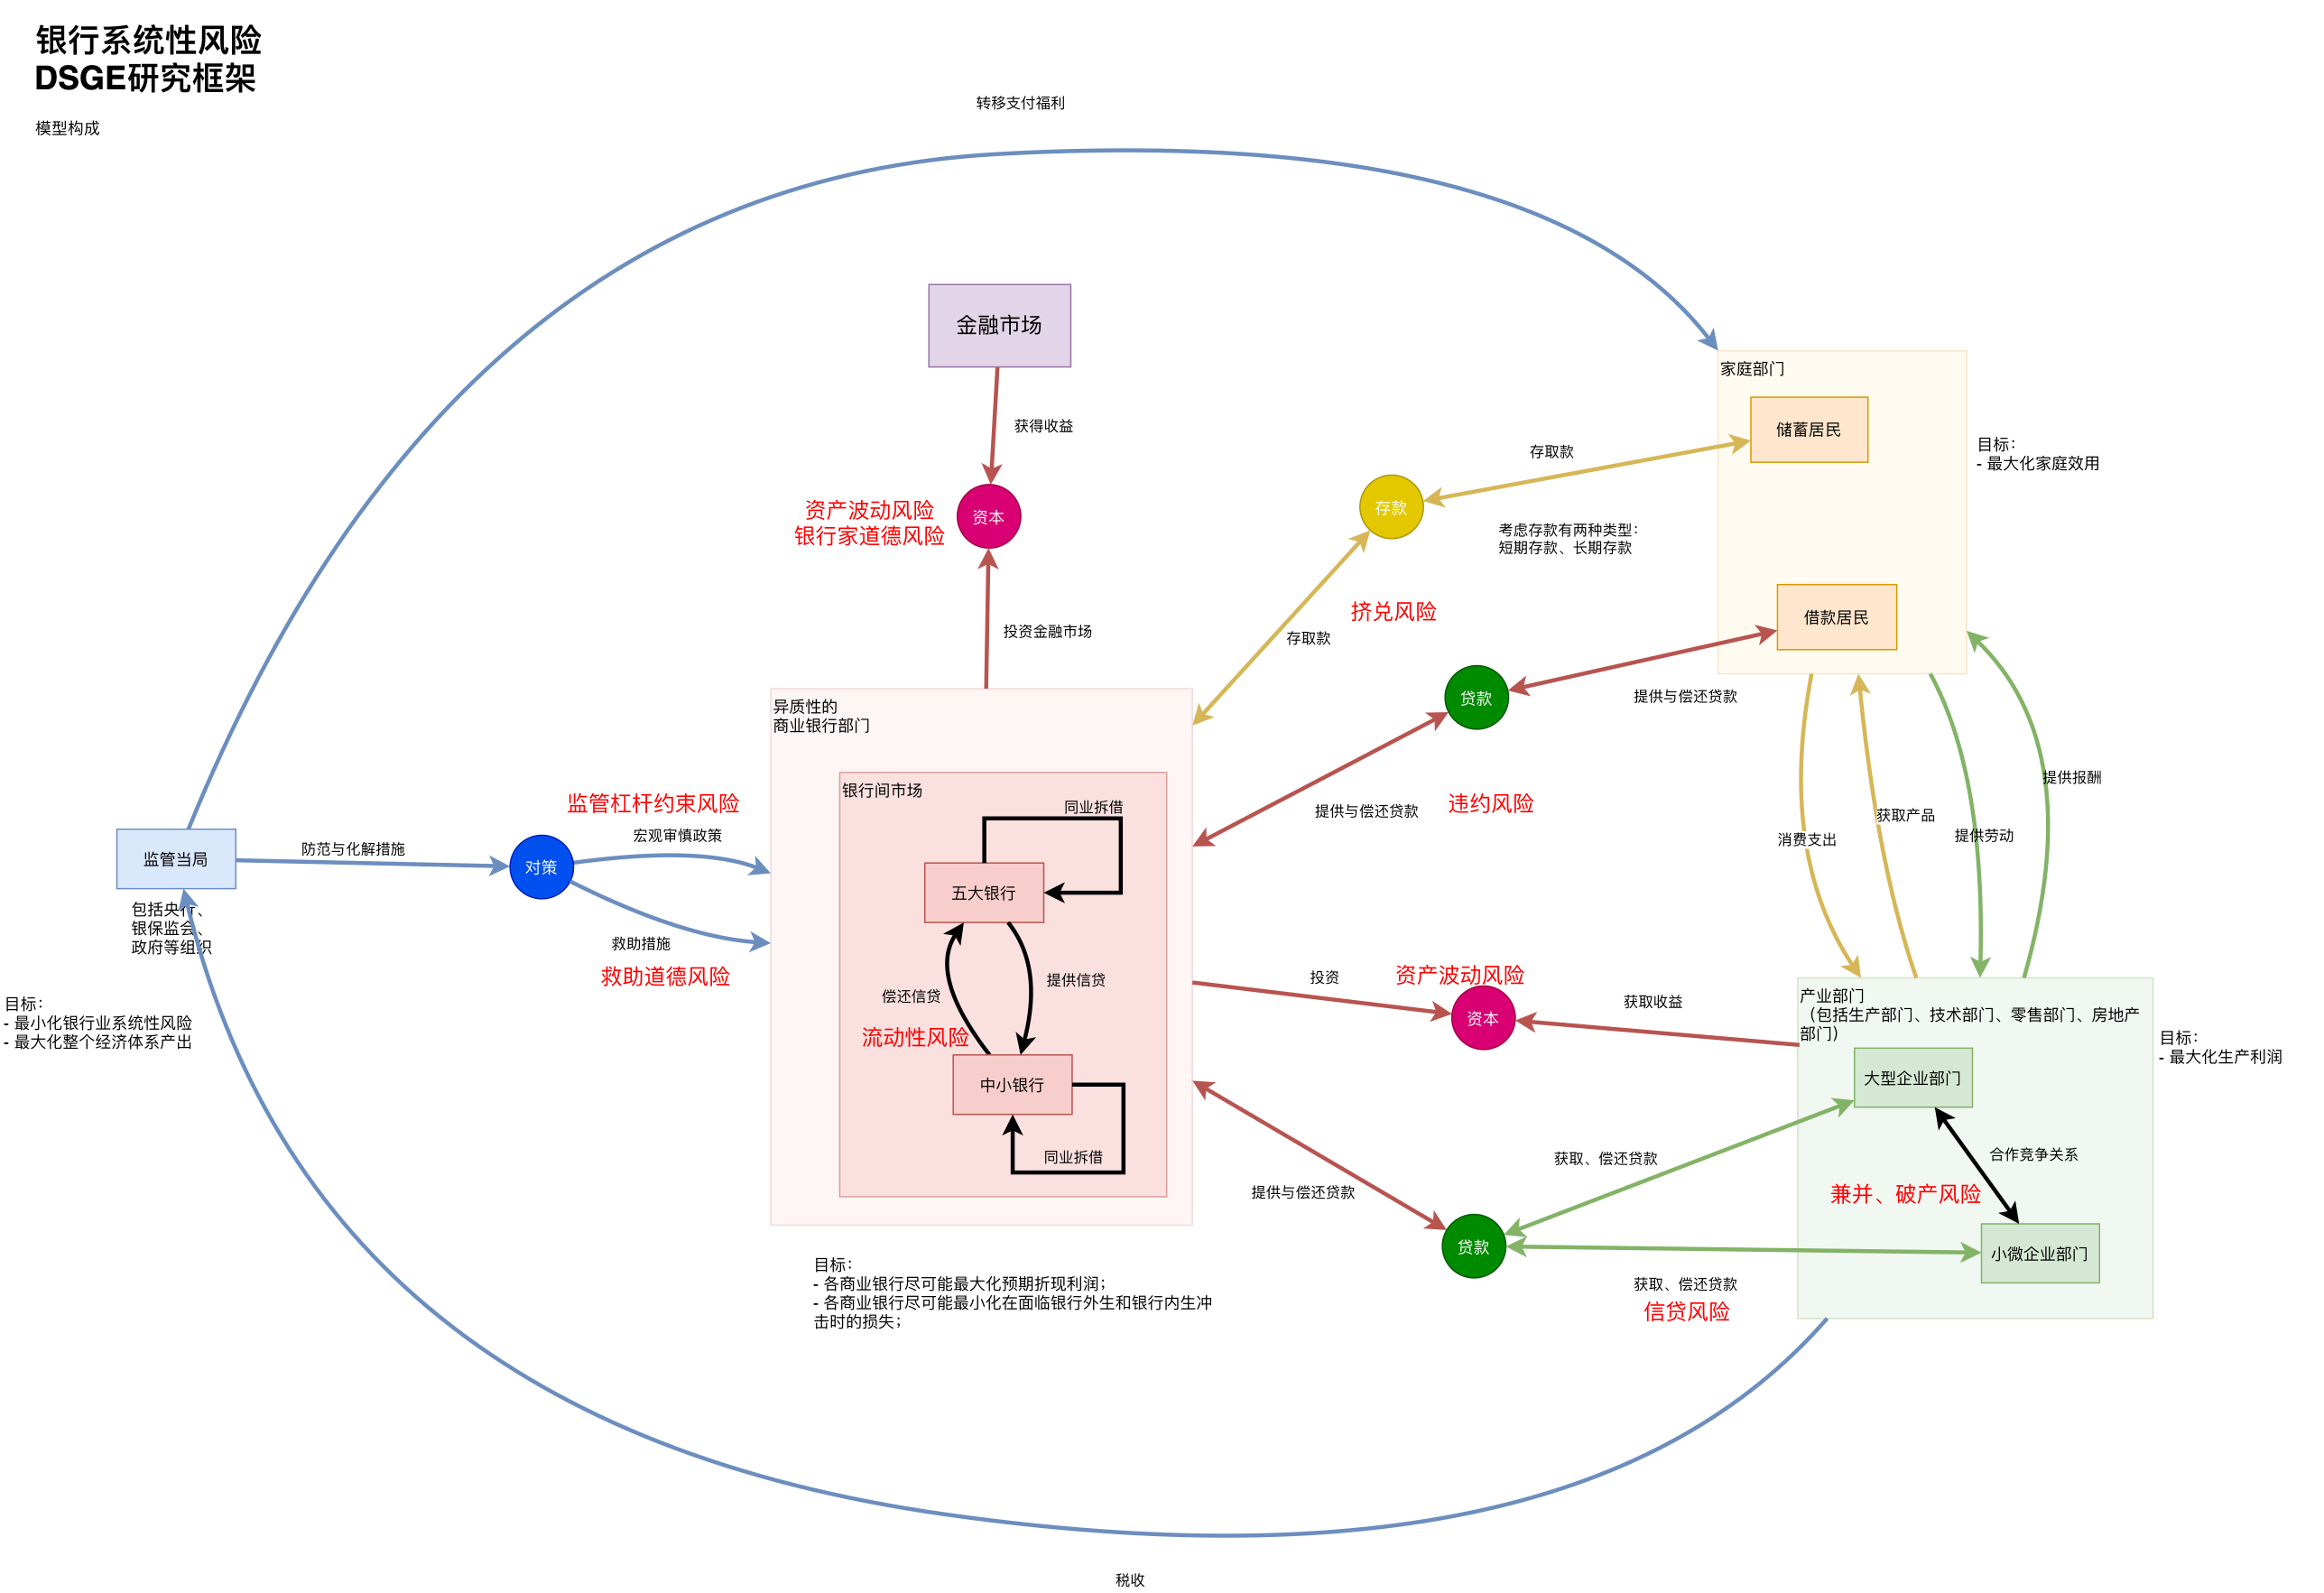 银行系统性风险
DSGE研究框架
模型构成
转移支付福利
金融市场
获得收益
资产波动风险
银行家道德风险
资本
投资金融市场
家庭部门
储蓄居民
目标：
- 最大化家庭效用
存取款
存款
考虑存款有两种类型：
短期存款、长期存款
挤兑风险
存取款
借款居民
贷款
提供与偿还贷款
提供与偿还贷款
违约风险
异质性的
商业银行部门
银行间市场
同业拆借
五大银行
提供信贷
偿还信贷
流动性风险
中小银行
同业拆借
目标：
- 各商业银行尽可能最大化预期折现利润；
- 各商业银行尽可能最小化在面临银行外生和银行内生冲
击时的损失；
监管当局
包括央行、
银保监会、
政府等组织
目标：
- 最小化银行业系统性风险
- 最大化整个经济体系产出
防范与化解措施
对策
监管杠杆约束风险
宏观审慎政策
救助措施
救助道德风险
消费支出
获取产品
提供劳动
提供报酬
投资
资产波动风险
资本
获取收益
产业部门
（包括生产部门、技术部门、零售部门、房地产
部门）
大型企业部门
目标：
- 最大化生产利润
合作竞争关系
兼并、破产风险
小微企业部门
获取、偿还贷款
提供与偿还贷款
贷款
获取、偿还贷款
信贷风险
税收